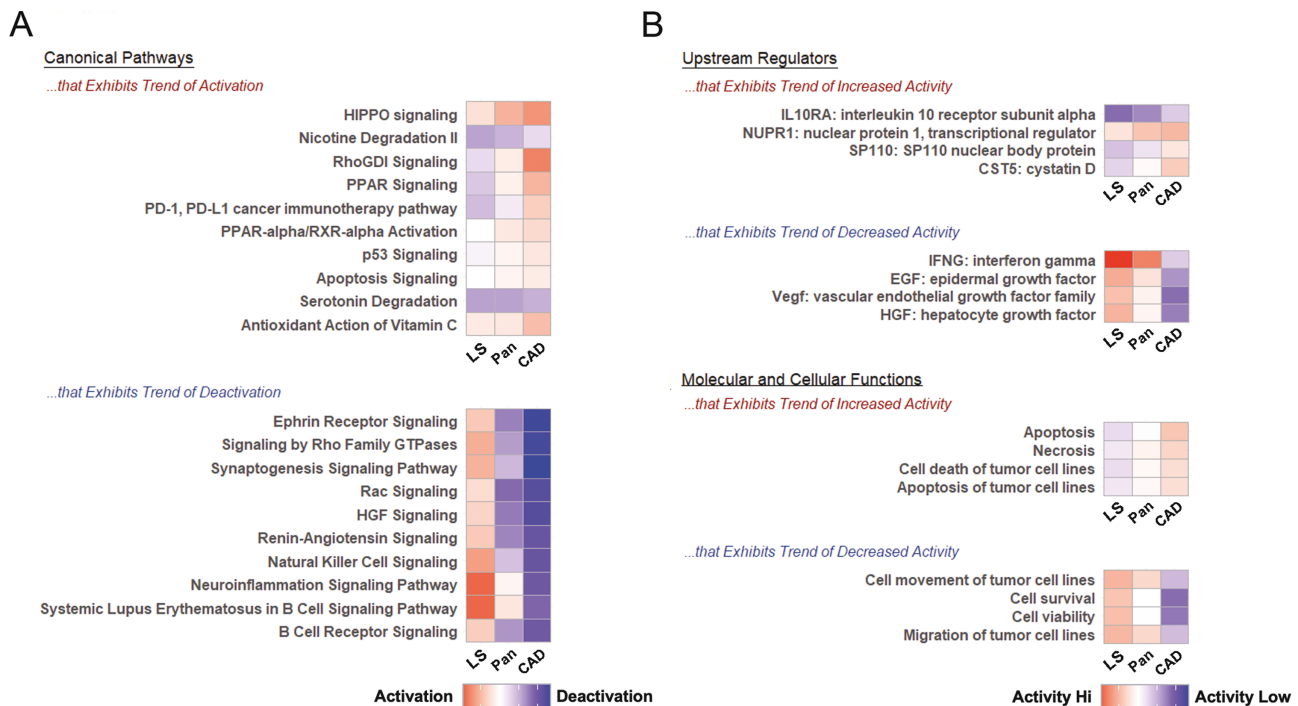 A
Canonical Pathways
...that Exhibits Trend of Activation
HIPPO signaling
Nicotine Degradation II
RhoGDI Signaling
PPAR Signaling
PD-1, PD-L1 cancer immunotherapy pathway
PPAR-alpha/RXR-alpha Activation
p53 Signaling
Apoptosis Signaling
Serotonin Degradation
Antioxidant Action of Vitamin C
LS Pan CAD
...that Exhibits Trend of Deactivation
Ephrin Receptor Signaling
Signaling by Rho Family GTPases
Synaptogenesis Signaling Pathway
Rac Signaling
HGF Signaling
Renin-Angiotensin Signaling
Natural Killer Cell Signaling
Neuroinflammation Signaling Pathway
Systemic Lupus Erythematosus in B Cell Signaling Pathway
B Cell Receptor Signaling
LS Pan CAD
Activation Deactivation
B
Upstream Regulators
...that Exhibits Trend of Increased Activity
IL10RA: interleukin 10 receptor subunit alpha
NUPR1: nuclear protein 1, transcriptional regulator
SP110: SP110 nuclear body protein
CST5: cystatin D
LS Pan CAD
...that Exhibits Trend of Decreased Activity
IFNG: interferon gamma
EGF: epidermal growth factor
Vegf: vascular endothelial growth factor family
HGF: hepatocyte growth factor
LS Pan CAD
Molecular and Cellular Functions
...that Exhibits Trend of Increased Activity
Apoptosis
Necrosis
Cell death of tumor cell lines
Apoptosis of tumor cell lines
LS Pan CAD
...that Exhibits Trend of Decreased Activity
Cell movement of tumor cell lines
Cell survival
Cell viability
Migration of tumor cell lines
LS Pan CAD
Activity Hi Activity Low